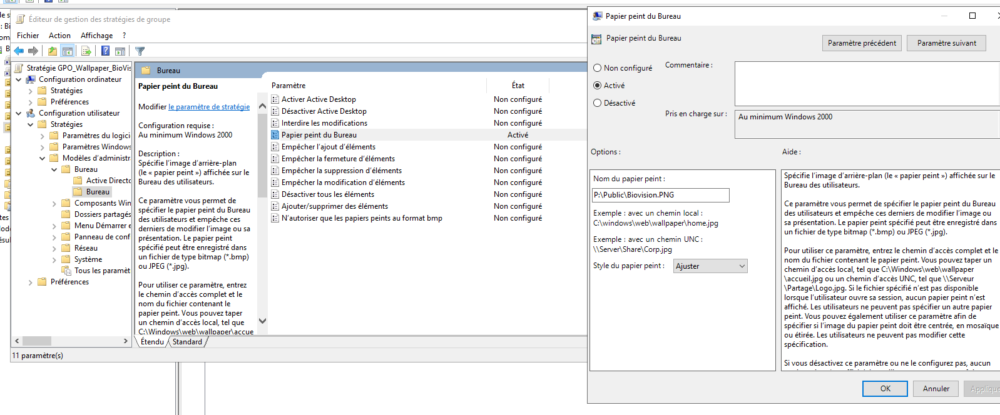 Éditeur de gestion des stratégies de groupe
Fichier Action Affichage ?
Stratégie GPO_Wallpaper_BioVis
Configuration ordinateur
Stratégies
Préférences
Configuration utilisateur
Stratégies
Paramètres du logici
Paramètres Windows
Modèles d’administr
Bureau
Active Directo
Bureau
Composants Win
Dossiers partagés
Menu Démarrer e
Panneau de conf
Réseau
Système
Tous les paramèt
Préférences
Bureau
Papier peint du Bureau
Modifier le paramètre de stratégie
Configuration requise :
Au minimum Windows 2000
Description :
Spécifie l’image d’arrière-plan
(le « papier peint ») affichée sur le
Bureau des utilisateurs.
Ce paramètre vous permet de
spécifier le papier peint du Bureau
des utilisateurs et empêche ces
derniers de modifier l’image ou sa
présentation. Le papier peint
spécifié peut être enregistré dans
un fichier de type bitmap (*.bmp)
ou JPEG (*.jpg).
Pour utiliser ce paramètre, entrez
le chemin d’accès complet et le
nom du fichier contenant le
papier peint. Vous pouvez taper
un chemin d’accès local, tel que
C:\Windows\web\wallpaper\accue
Paramètre État
Activer Active Desktop Non configuré
Désactiver Active Desktop Non configuré
Interdire les modifications Non configuré
Papier peint du Bureau Activé
Empêcher l’ajout d’éléments Non configuré
Empêcher la fermeture d’éléments Non configuré
Empêcher la suppression d’éléments Non configuré
Empêcher la modification d’éléments Non configuré
Désactiver tous les éléments Non configuré
Ajouter/supprimer des éléments Non configuré
N’autoriser que les papiers peints au format bmp Non configuré
Étendu Standard
11 paramètre(s)
Papier peint du Bureau
Papier peint du Bureau
Paramètre précédent Paramètre suivant
Non configuré
Activé
Désactivé
Commentaire :
Pris en charge sur :
Au minimum Windows 2000
Options :
Aide :
Nom du papier peint :
P:\Public\Biovision.PNG
Exemple : avec un chemin local :
C:\windows\web\wallpaper\home.jpg
Exemple : avec un chemin UNC :
\\Server\Share\Corp.jpg
Style du papier peint : Ajuster
Spécifie l’image d’arrière-plan (le « papier peint ») affichée sur le
Bureau des utilisateurs.
Ce paramètre vous permet de spécifier le papier peint du Bureau
des utilisateurs et empêche ces derniers de modifier l’image ou
sa présentation. Le papier peint spécifié peut être enregistré dans
un fichier de type bitmap (*.bmp) ou JPEG (*.jpg).
Pour utiliser ce paramètre, entrez le chemin d’accès complet et le
nom du fichier contenant le papier peint. Vous pouvez taper un
chemin d’accès local, tel que C:\Windows\web\wallpaper
\accueil.jpg ou un chemin d’accès UNC, tel que \\Serveur
\Partage\Logo.jpg. Si le fichier spécifié n’est pas disponible
lorsque l’utilisateur ouvre sa session, aucun papier peint n’est
affiché. Les utilisateurs ne peuvent pas spécifier un autre papier
peint. Vous pouvez également utiliser ce paramètre afin de
spécifier si l’image du papier peint doit être centrée, en mosaïque
ou étirée. Les utilisateurs ne peuvent pas modifier cette
spécification.
Si vous désactivez ce paramètre ou ne le configurez pas, aucun
OK Annuler Applique